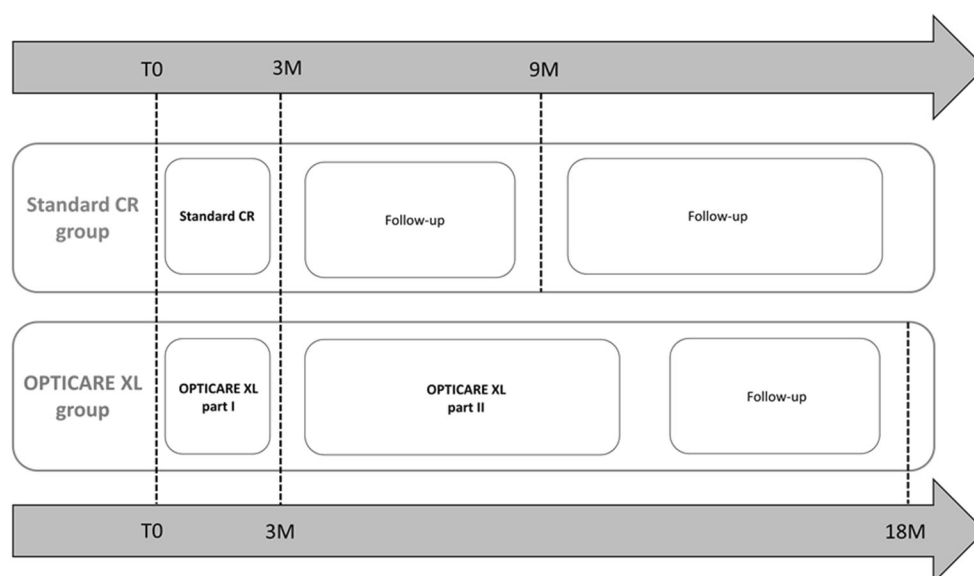 T0 3M 9M
Standard CR
group
Standard CR
Follow-up
Follow-up
OPTICARE XL
group
OPTICARE XL
part I
OPTICARE XL
part II
Follow-up
T0 3M 18M